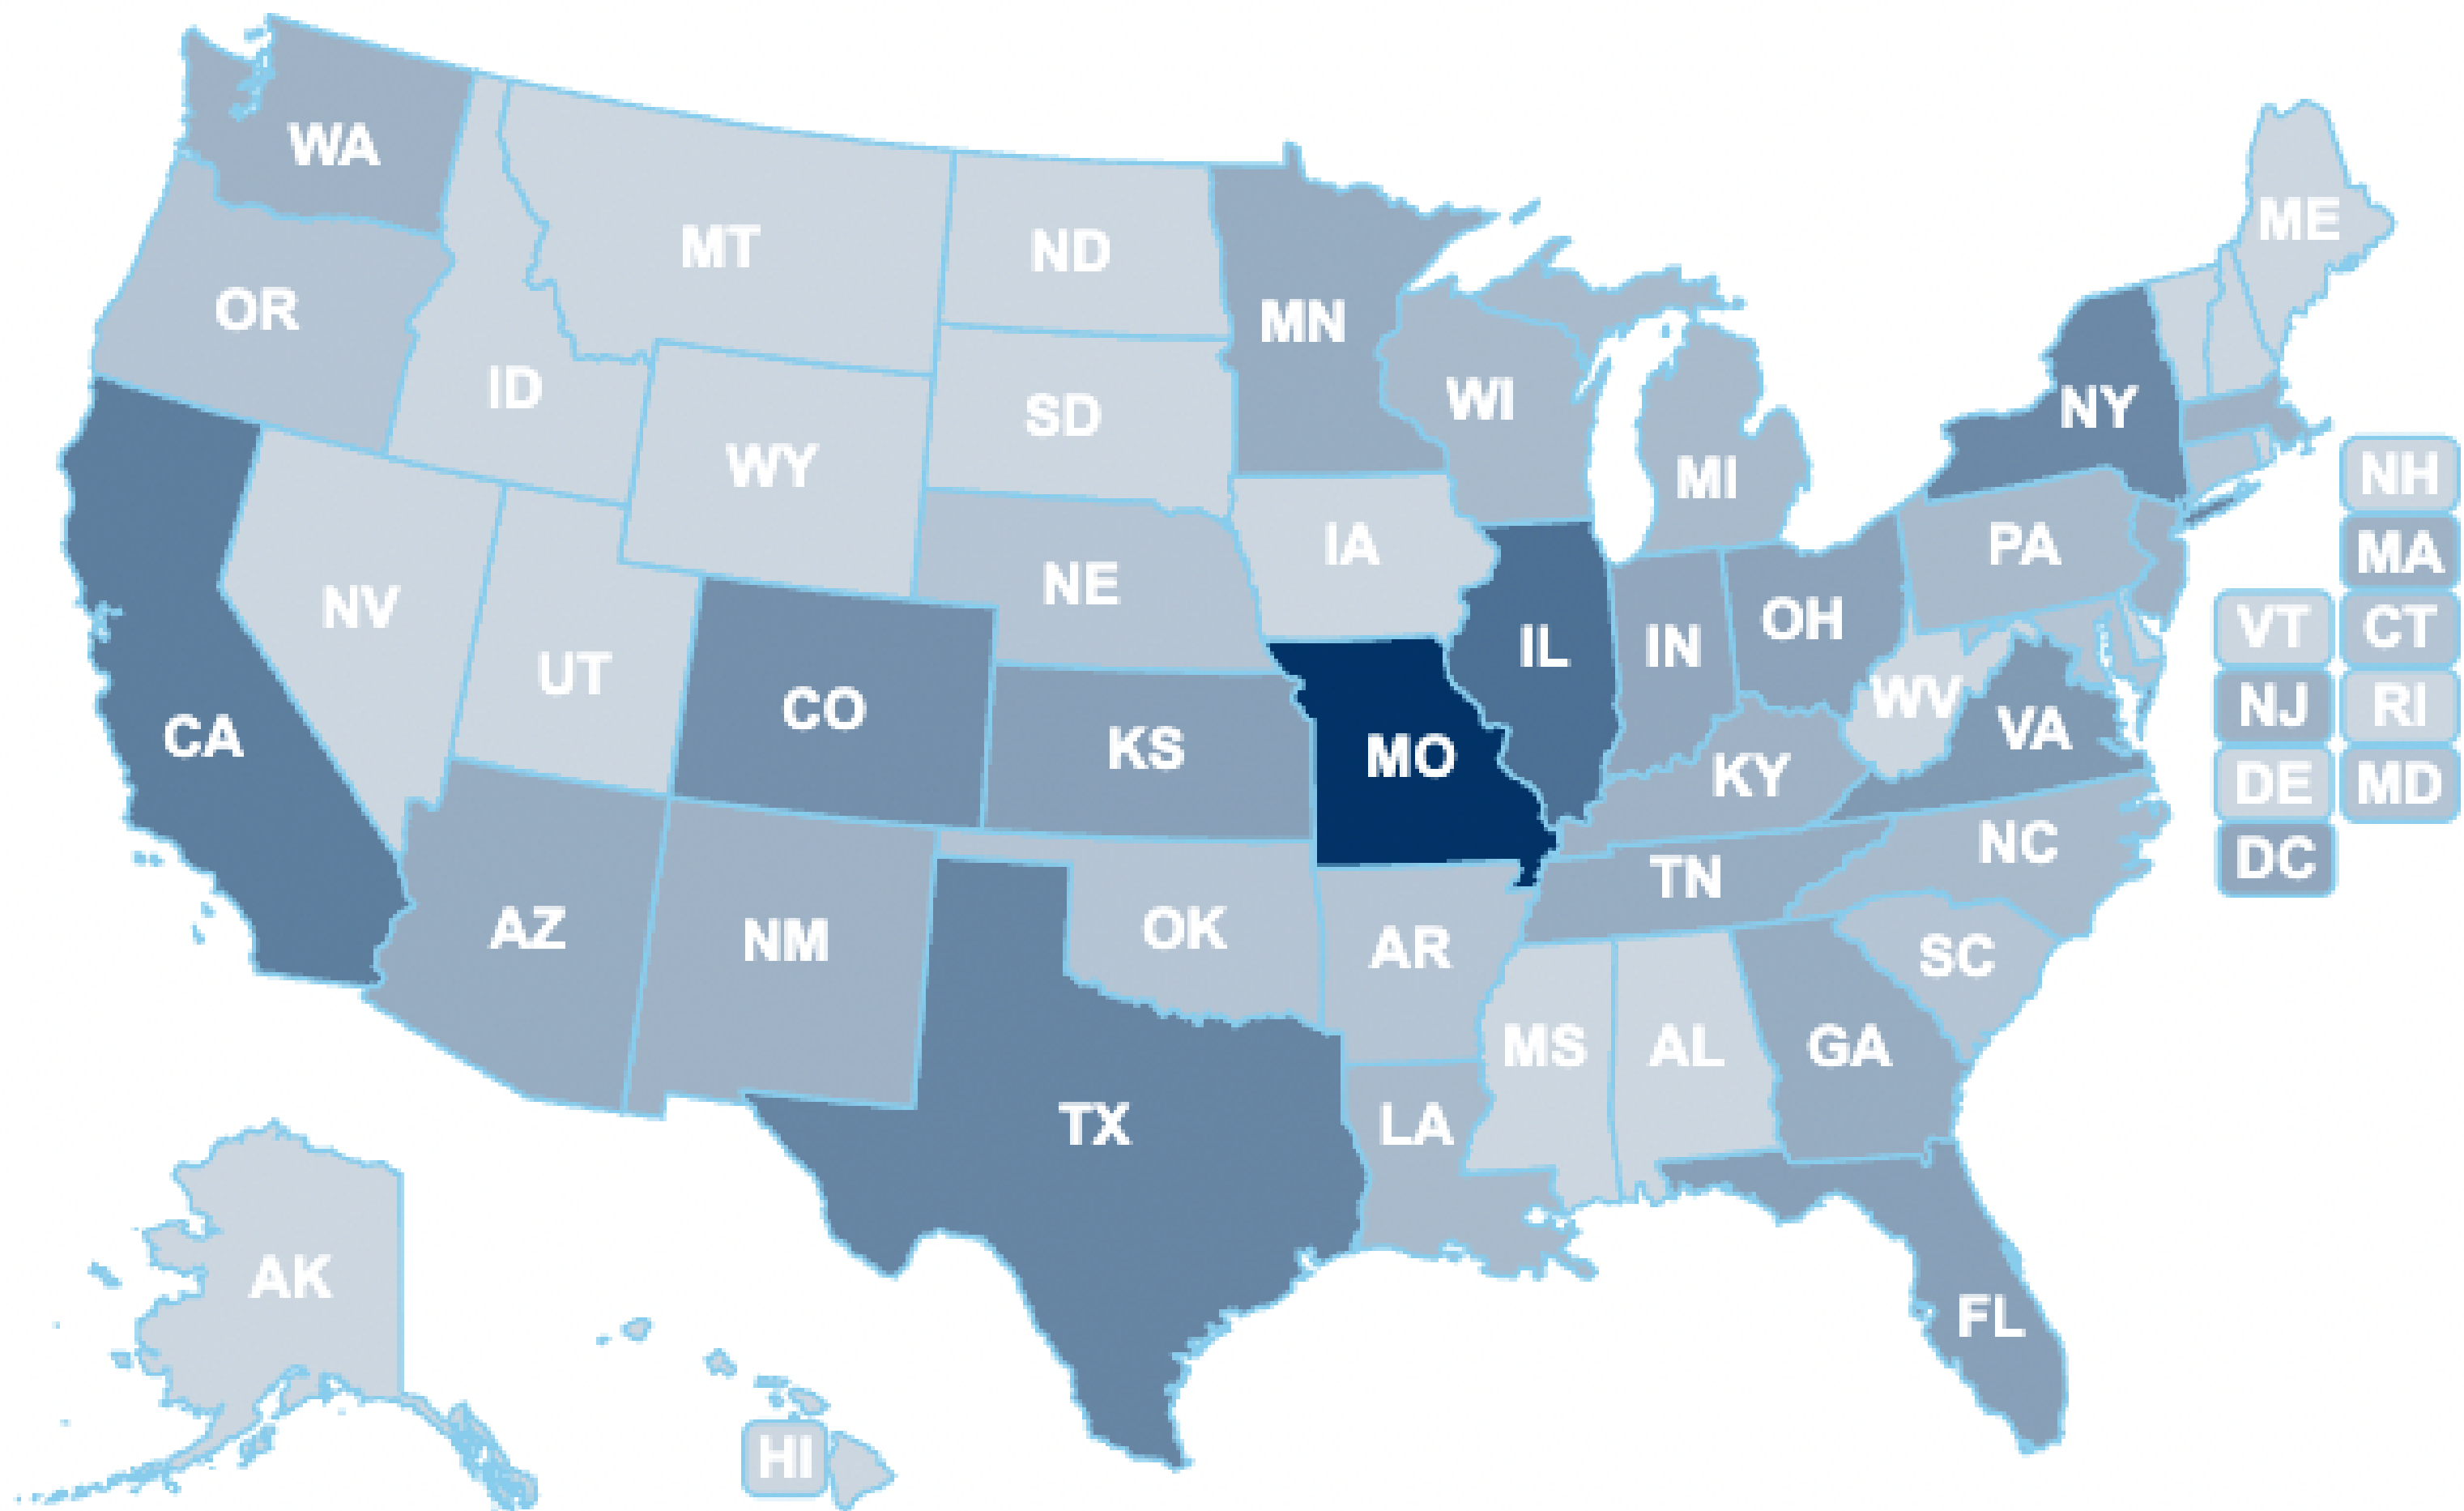 WA
ME
MT
ND
OR
MN
ID
WI
NY
SD
WY
MI
NH
IA
PA
MA
NE
NV
OH
VT
CT
UT
IL
IN
WV
CO
NJ
RI
CA
KS
MO
VA
KY
DE
MD
NC
DC
TN
AZ
NM
OK
AR
SC
MS
AL
GA
TX
LA
AK
FL
HI